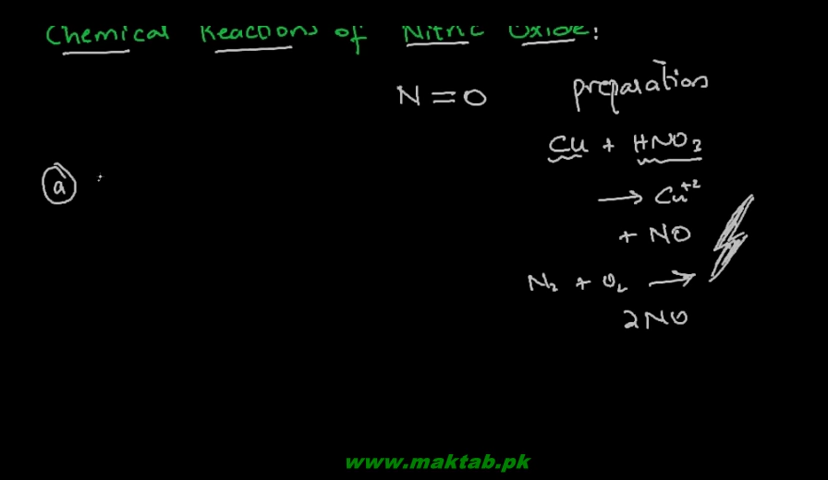 Chemical Reactions of Nitric Oxide:
N=O
preparation
Cu + HNO3
→ Cu+2
+ NO
N2 + O2 →
2NO
a
www.maktab.pk